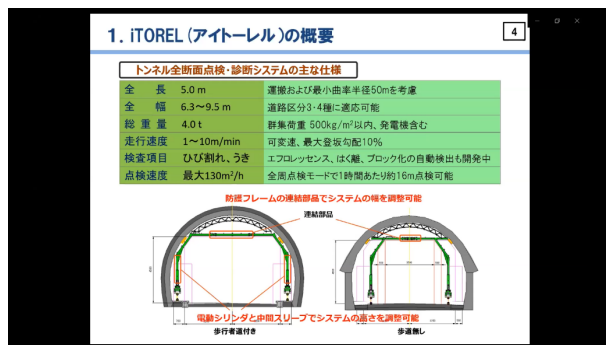 1. iTOREL(アイトーレル)の概要
4
トンネル全断面点検・診断システムの主な仕様
全　長 5.0 m 運搬および最小曲率半径50mを考慮
全　幅 6.3～9.5 m 道路区分3・4種に適応可能
総 重 量 4.0 t 群集荷重 500kg/m²以内、発電機含む
走行速度 1～10m/min 可変速、最大登坂勾配10%
検査項目 ひび割れ、うき エフロレッセンス、はく離、ブロック化の自動検出も開発中
点検速度 最大130m²/h 全周点検モードで1時間あたり約16m点検可能
防護フレームの連結部品でシステムの幅を調整可能
連結部品
電動シリンダと中間スリーブでシステムの高さを調整可能
歩行者道付き 歩道無し